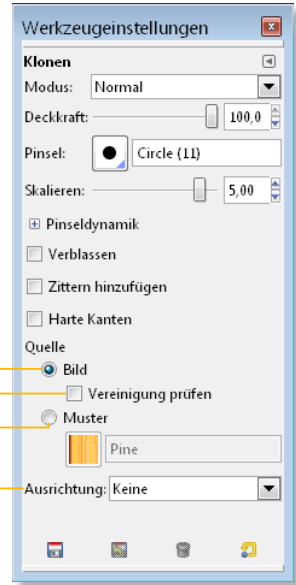 Werkzeugeinstellungen
Klonen
Modus: Normal
Deckkraft: 100,0
Pinsel: Circle (11)
Skalieren: 5,00
Pinseldynamik
Verblassen
Zittern hinzufügen
Harte Kanten
Quelle
Bild
Vereinigung prüfen
Muster
Pine
Ausrichtung: Keine